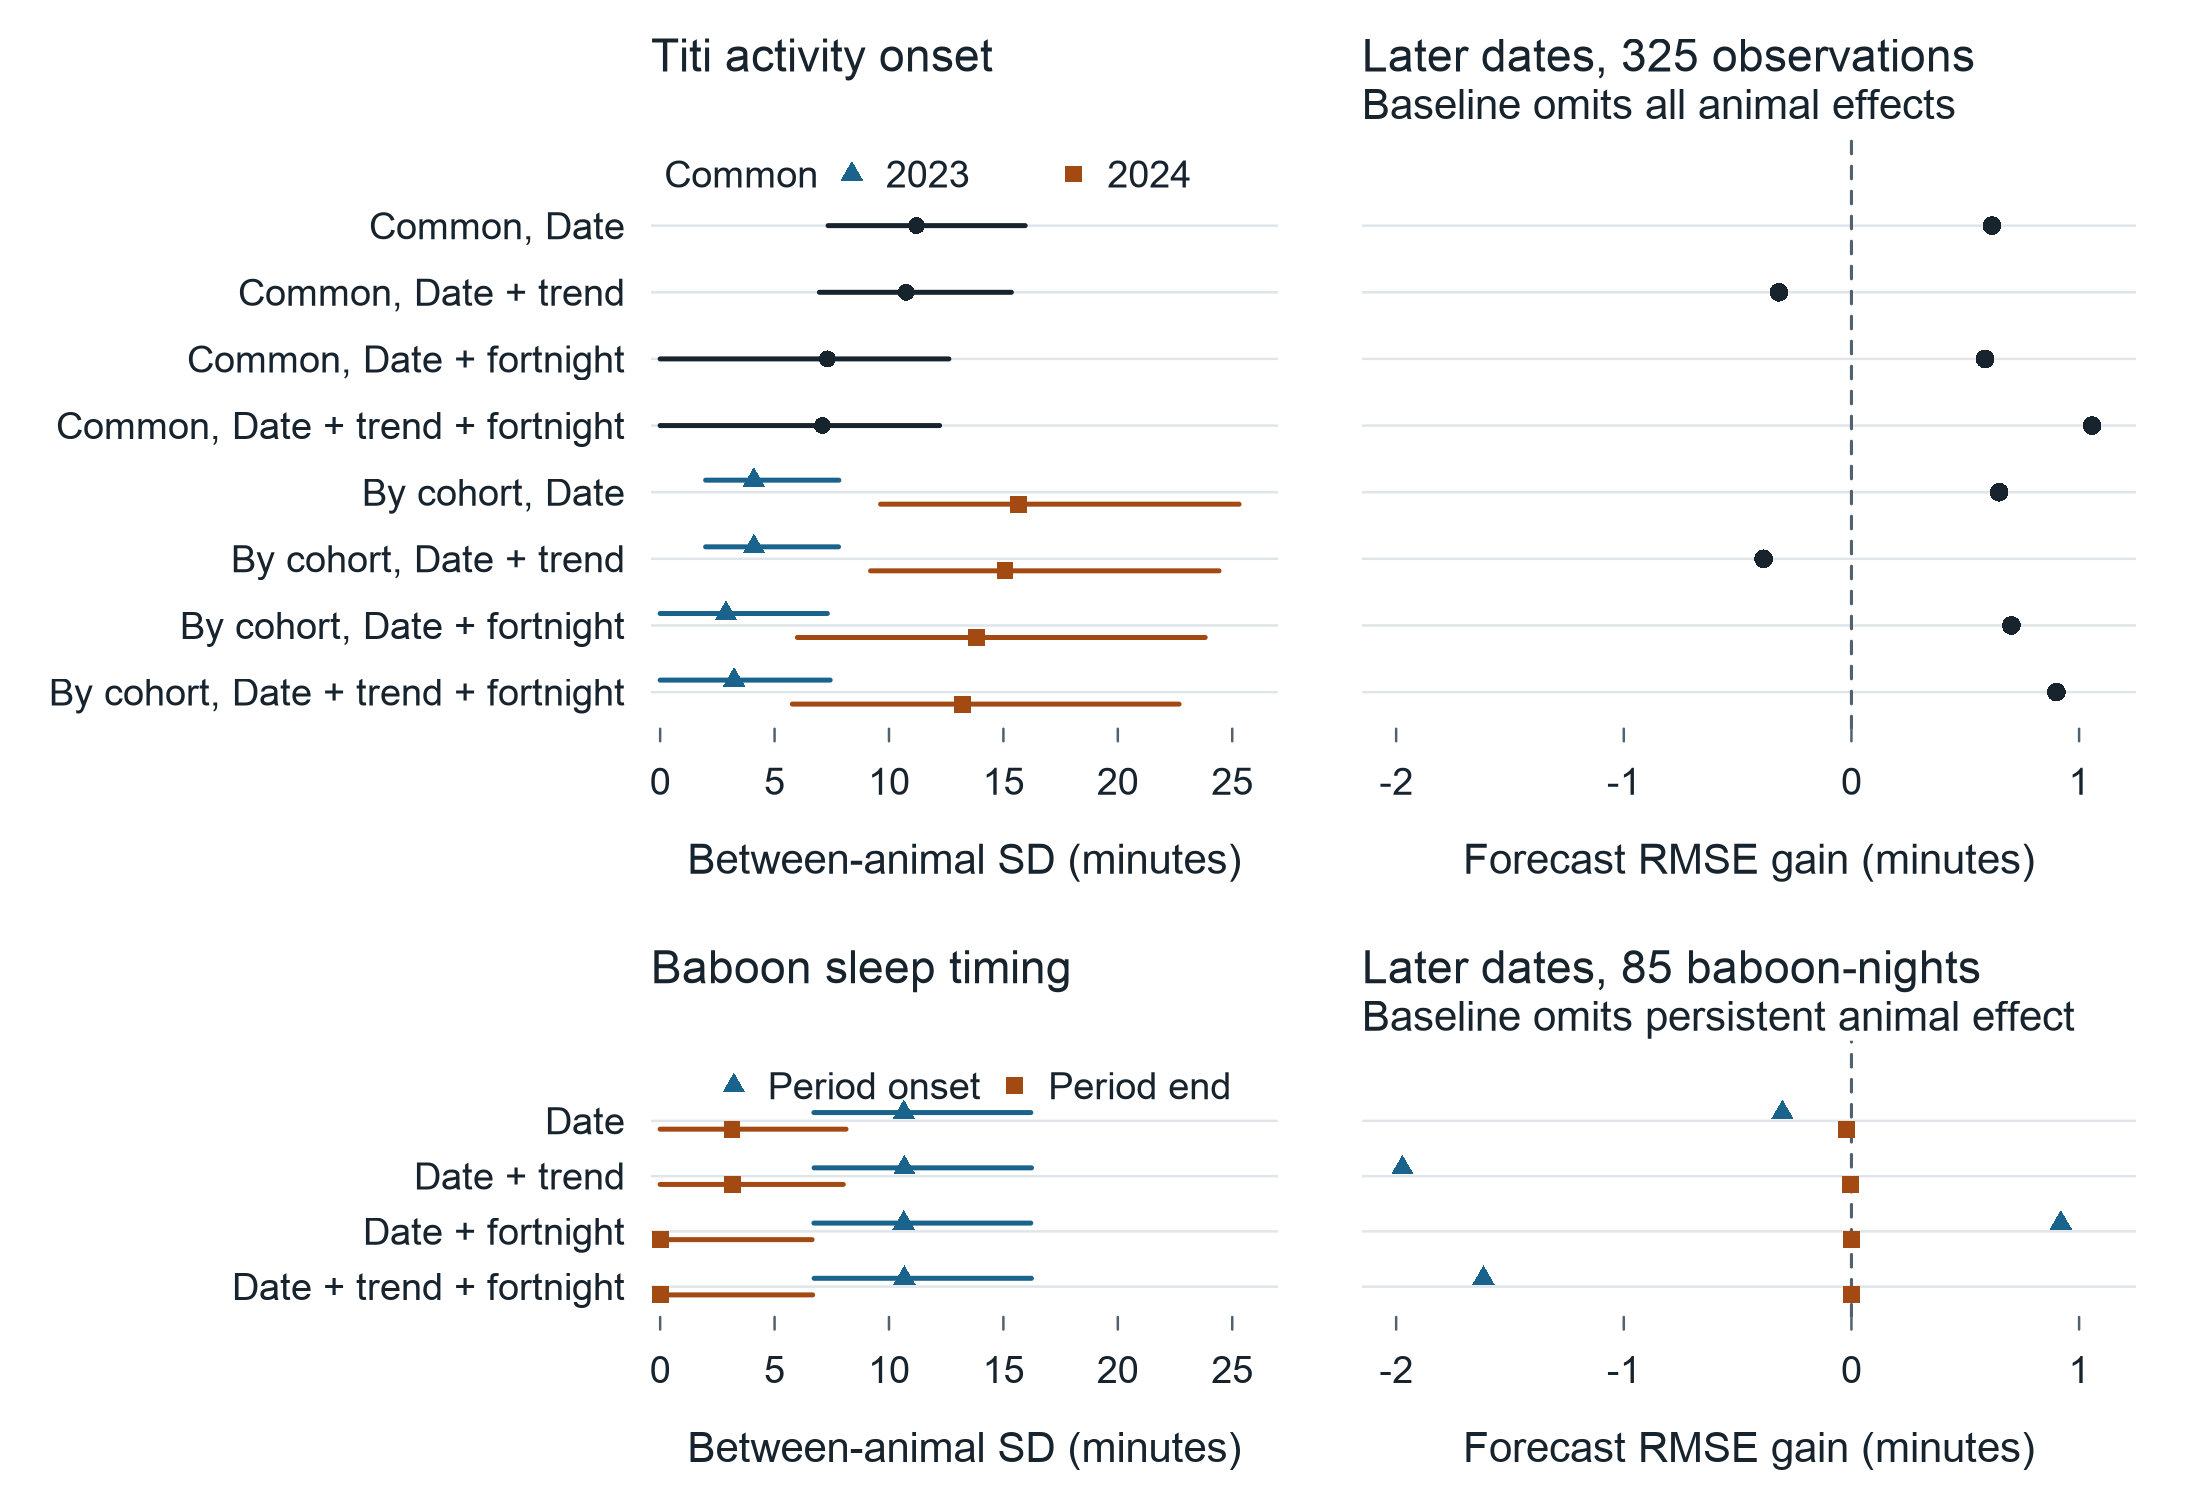 Titi activity onset
Later dates, 325 observations
Baseline omits all animal effects
Common 2023 2024
Common, Date
Common, Date + trend
Common, Date + fortnight
Common, Date + trend + fortnight
By cohort, Date
By cohort, Date + trend
By cohort, Date + fortnight
By cohort, Date + trend + fortnight
0 5 10 15 20 25
-2 -1 0 1
Between-animal SD (minutes)
Forecast RMSE gain (minutes)
Baboon sleep timing
Later dates, 85 baboon-nights
Baseline omits persistent animal effect
Period onset Period end
Date
Date + trend
Date + fortnight
Date + trend + fortnight
0 5 10 15 20 25
-2 -1 0 1
Between-animal SD (minutes)
Forecast RMSE gain (minutes)